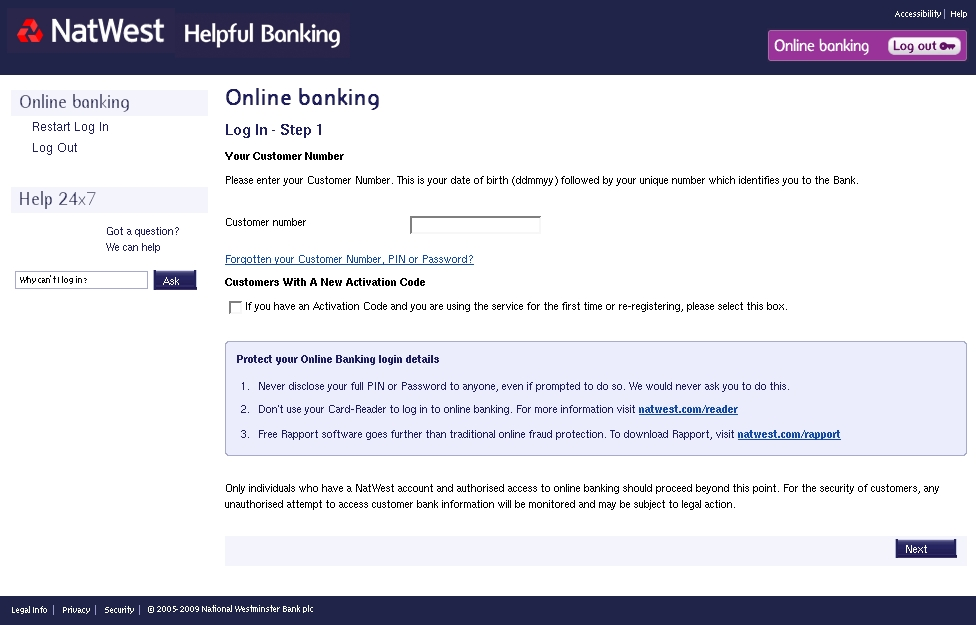 NatWest Helpful Banking
Accessibility | Help
Online banking Log out
Online banking
Restart Log In
Log Out
Help 24x7
Got a question?
We can help
Why can't I log in?
Ask
Online banking
Log In - Step 1
Your Customer Number
Please enter your Customer Number. This is your date of birth (ddmmyy) followed by your unique number which identifies you to the Bank.
Customer number
Forgotten your Customer Number, PIN or Password?
Customers With A New Activation Code
If you have an Activation Code and you are using the service for the first time or re-registering, please select this box.
Protect your Online Banking login details
1. Never disclose your full PIN or Password to anyone, even if prompted to do so. We would never ask you to do this.
2. Don't use your Card-Reader to log in to online banking. For more information visit natwest.com/reader
3. Free Rapport software goes further than traditional online fraud protection. To download Rapport, visit natwest.com/rapport
Only individuals who have a NatWest account and authorised access to online banking should proceed beyond this point. For the security of customers, any
unauthorised attempt to access customer bank information will be monitored and may be subject to legal action.
Next
Legal Info | Privacy | Security | © 2005-2009 National Westminster Bank plc